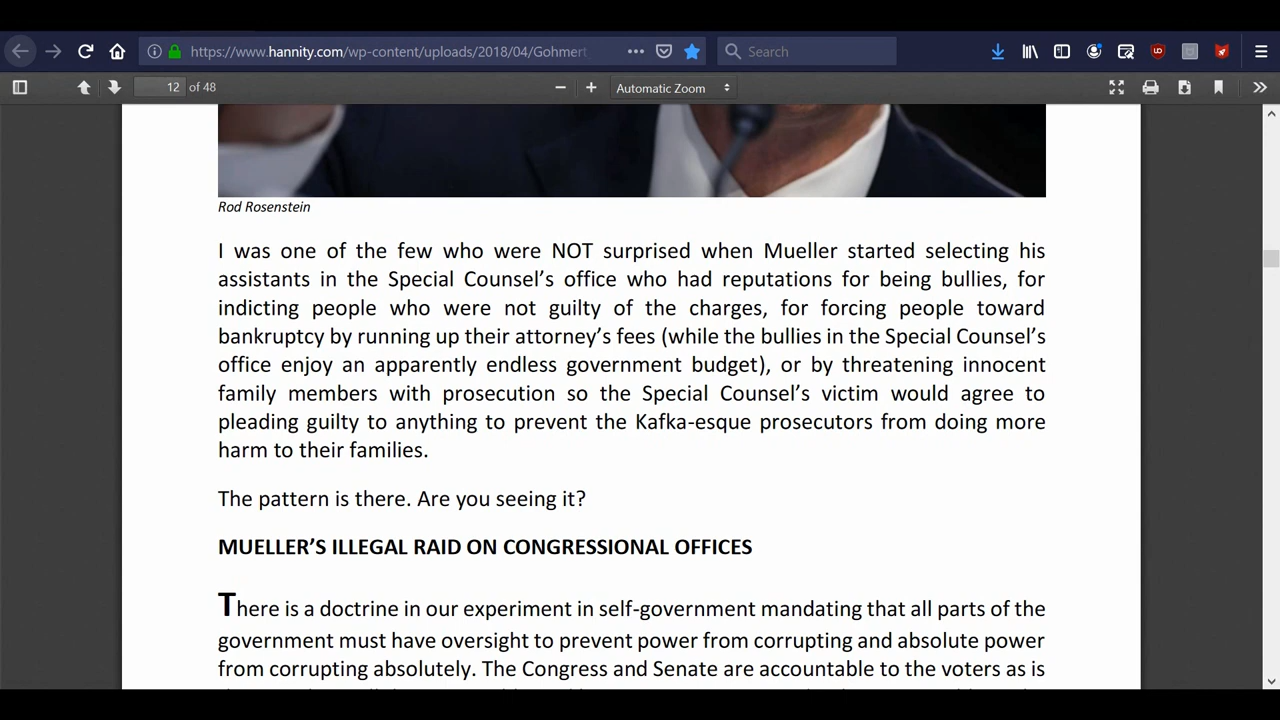 https://www.hannity.com/wp-content/uploads/2018/04/Gohmert
Search
12 of 48
Automatic Zoom
Rod Rosenstein
I was one of the few who were NOT surprised when Mueller started selecting his
assistants in the Special Counsel’s office who had reputations for being bullies, for
indicting people who were not guilty of the charges, for forcing people toward
bankruptcy by running up their attorney’s fees (while the bullies in the Special Counsel’s
office enjoy an apparently endless government budget), or by threatening innocent
family members with prosecution so the Special Counsel’s victim would agree to
pleading guilty to anything to prevent the Kafka-esque prosecutors from doing more
harm to their families.
The pattern is there. Are you seeing it?
MUELLER’S ILLEGAL RAID ON CONGRESSIONAL OFFICES
There is a doctrine in our experiment in self-government mandating that all parts of the
government must have oversight to prevent power from corrupting and absolute power
from corrupting absolutely. The Congress and Senate are accountable to the voters as is